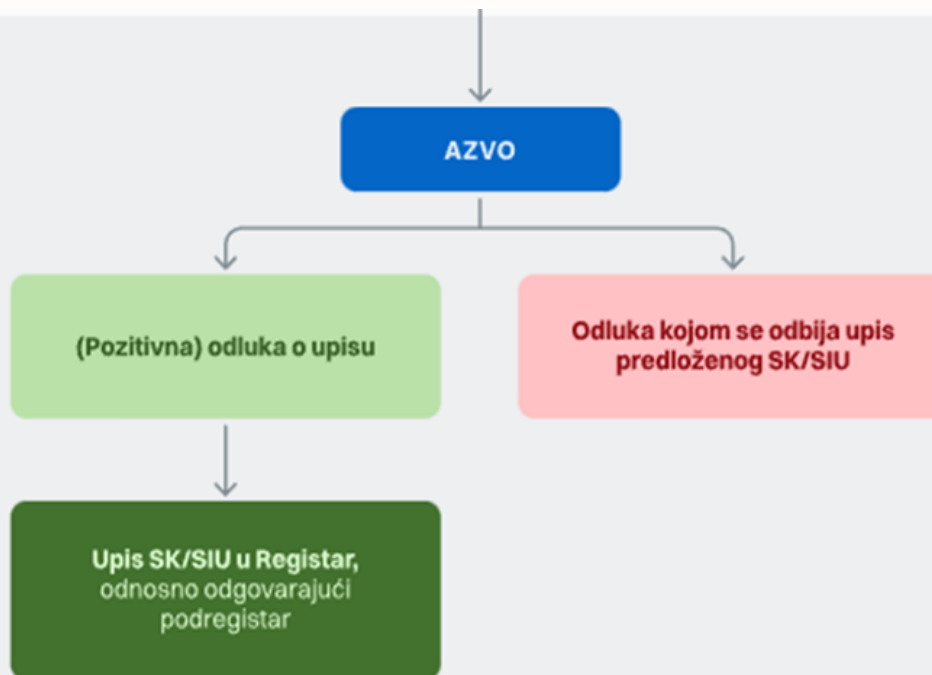 AZVO
(Pozitivna) odluka o upisu
Odluka kojom se odbija upis
predloženog SK/SIU
Upis SK/SIU u Registar,
odnosno odgovarajući
podregistar